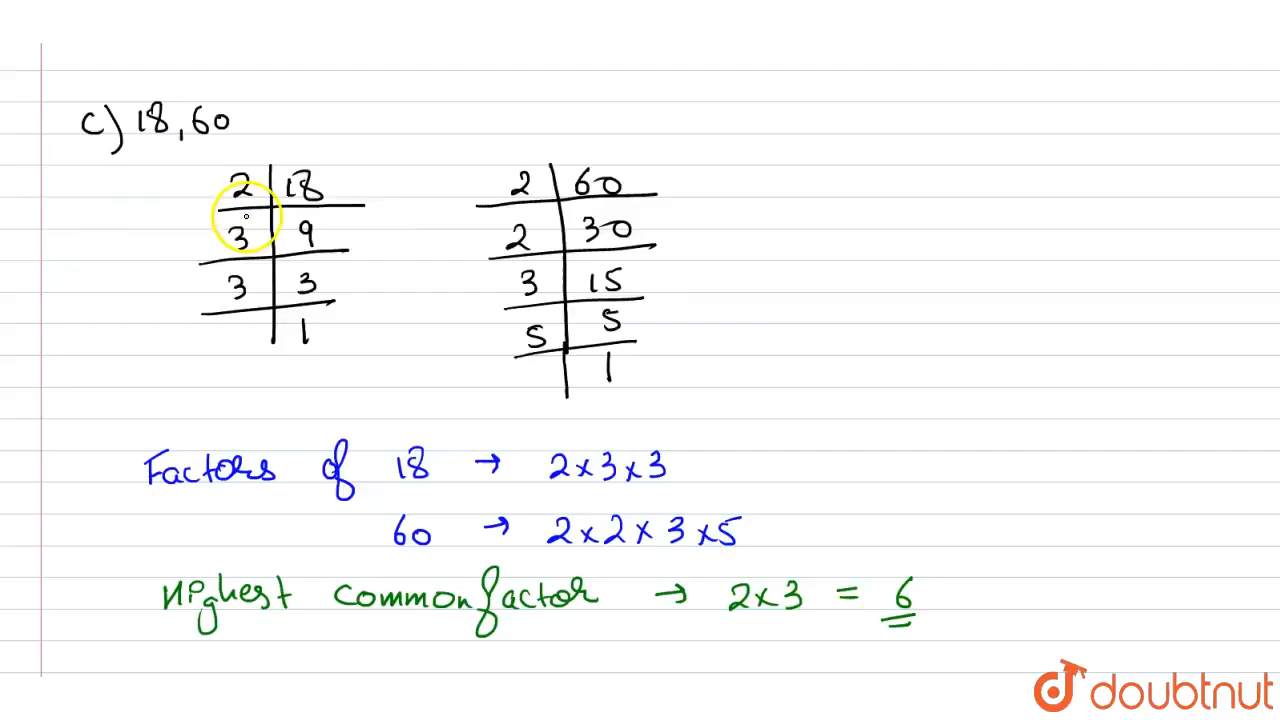 c) 18, 60
2 18
3 9
3 3
1
2 60
2 30
3 15
5 5
1
Factors of 18 → 2 × 3 × 3
60 → 2 × 2 × 3 × 5
Highest common factor → 2 × 3 = 6
doubtnut